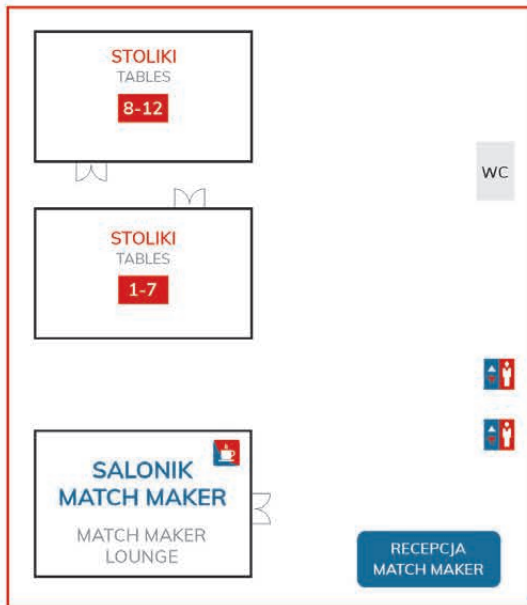 STOLIKI
TABLES
8-12
WC
STOLIKI
TABLES
1-7
SALONIK
MATCH MAKER
MATCH MAKER
LOUNGE
RECEPCJA
MATCH MAKER